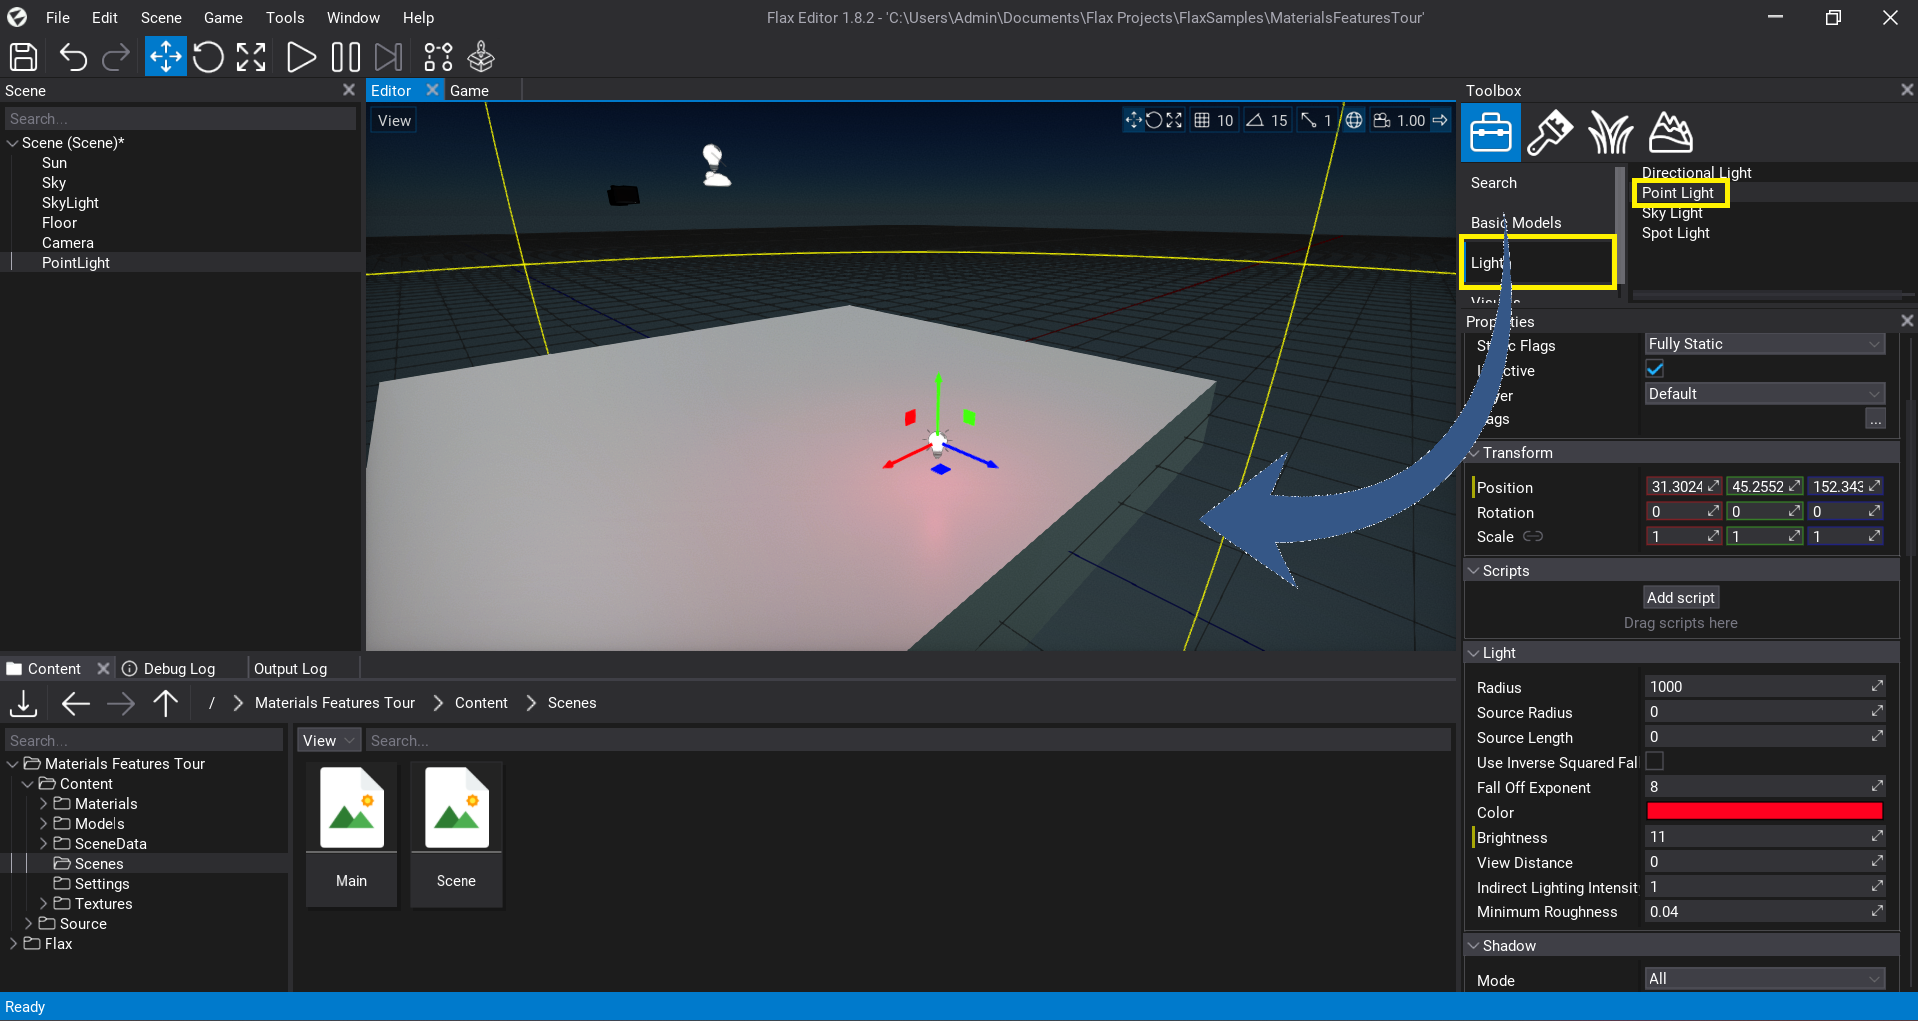 File Edit Scene Game Tools Window Help
Flax Editor 1.8.2 - 'C:\Users\Admin\Documents\Flax Projects\FlaxSamples\MaterialsFeaturesTour'
Scene
Search...
Scene (Scene)*
Sun
Sky
SkyLight
Floor
Camera
PointLight
Editor Game
View
10 15 1 1.00
Toolbox
Search
Basic Models
Directional Light
Point Light
Sky Light
Spot Light
Properties
Flags
Fully Static
Default
...
Transform
Position 31.3024 45.2552 152.343
Rotation 0 0 0
Scale 1 1 1
Scripts
Add script
Drag scripts here
Light
Radius 1000
Source Radius 0
Source Length 0
Use Inverse Squared Fal
Fall Off Exponent 8
Color
Brightness 11
View Distance 0
Indirect Lighting Intensit 1
Minimum Roughness 0.04
Shadow
Mode All
Content Debug Log Output Log
/ Materials Features Tour Content Scenes
Search...
Materials Features Tour
Content
Materials
Models
SceneData
Scenes
Settings
Textures
Source
Flax
View Search...
Main Scene
Ready